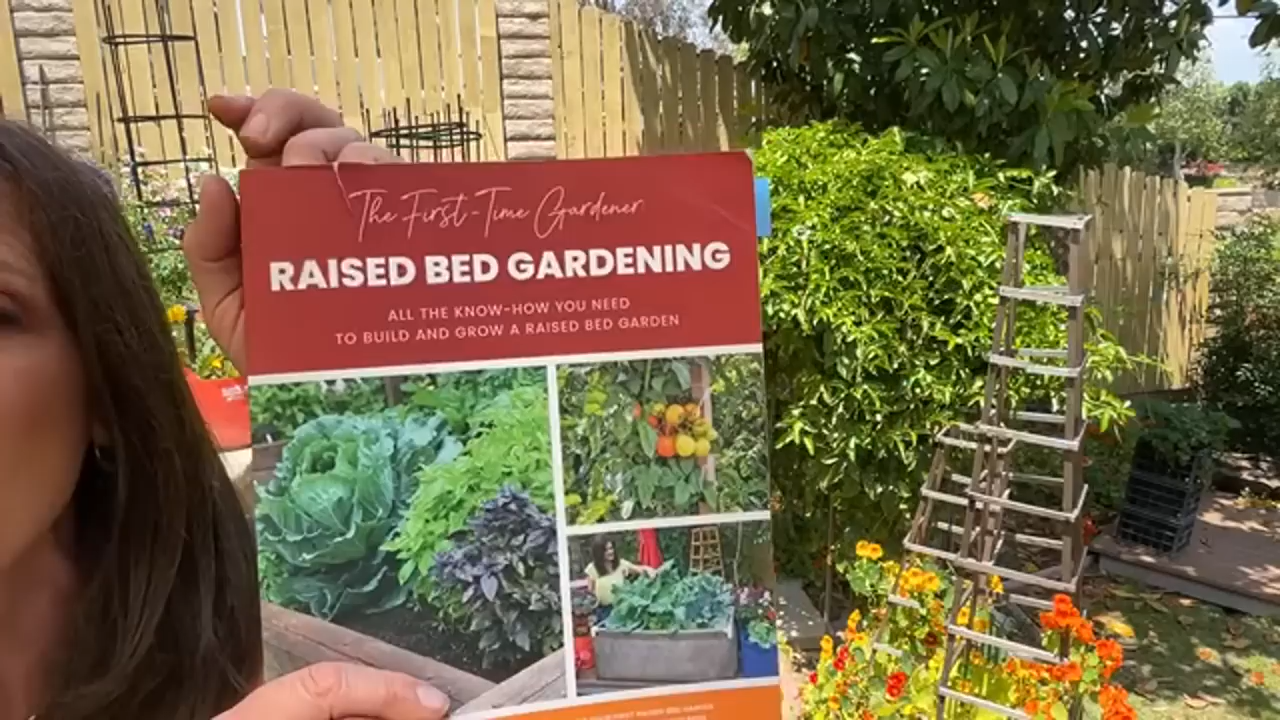 The First-Time Gardener
RAISED BED GARDENING
ALL THE KNOW-HOW YOU NEED
TO BUILD AND GROW A RAISED BED GARDEN